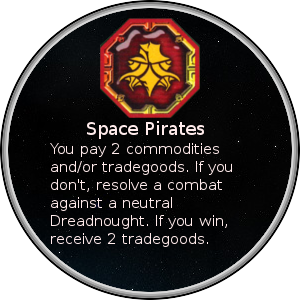 Space Pirates
You pay 2 commodities
and/or tradegoods. If you
don't, resolve a combat
against a neutral
Dreadnought. If you win,
receive 2 tradegoods.